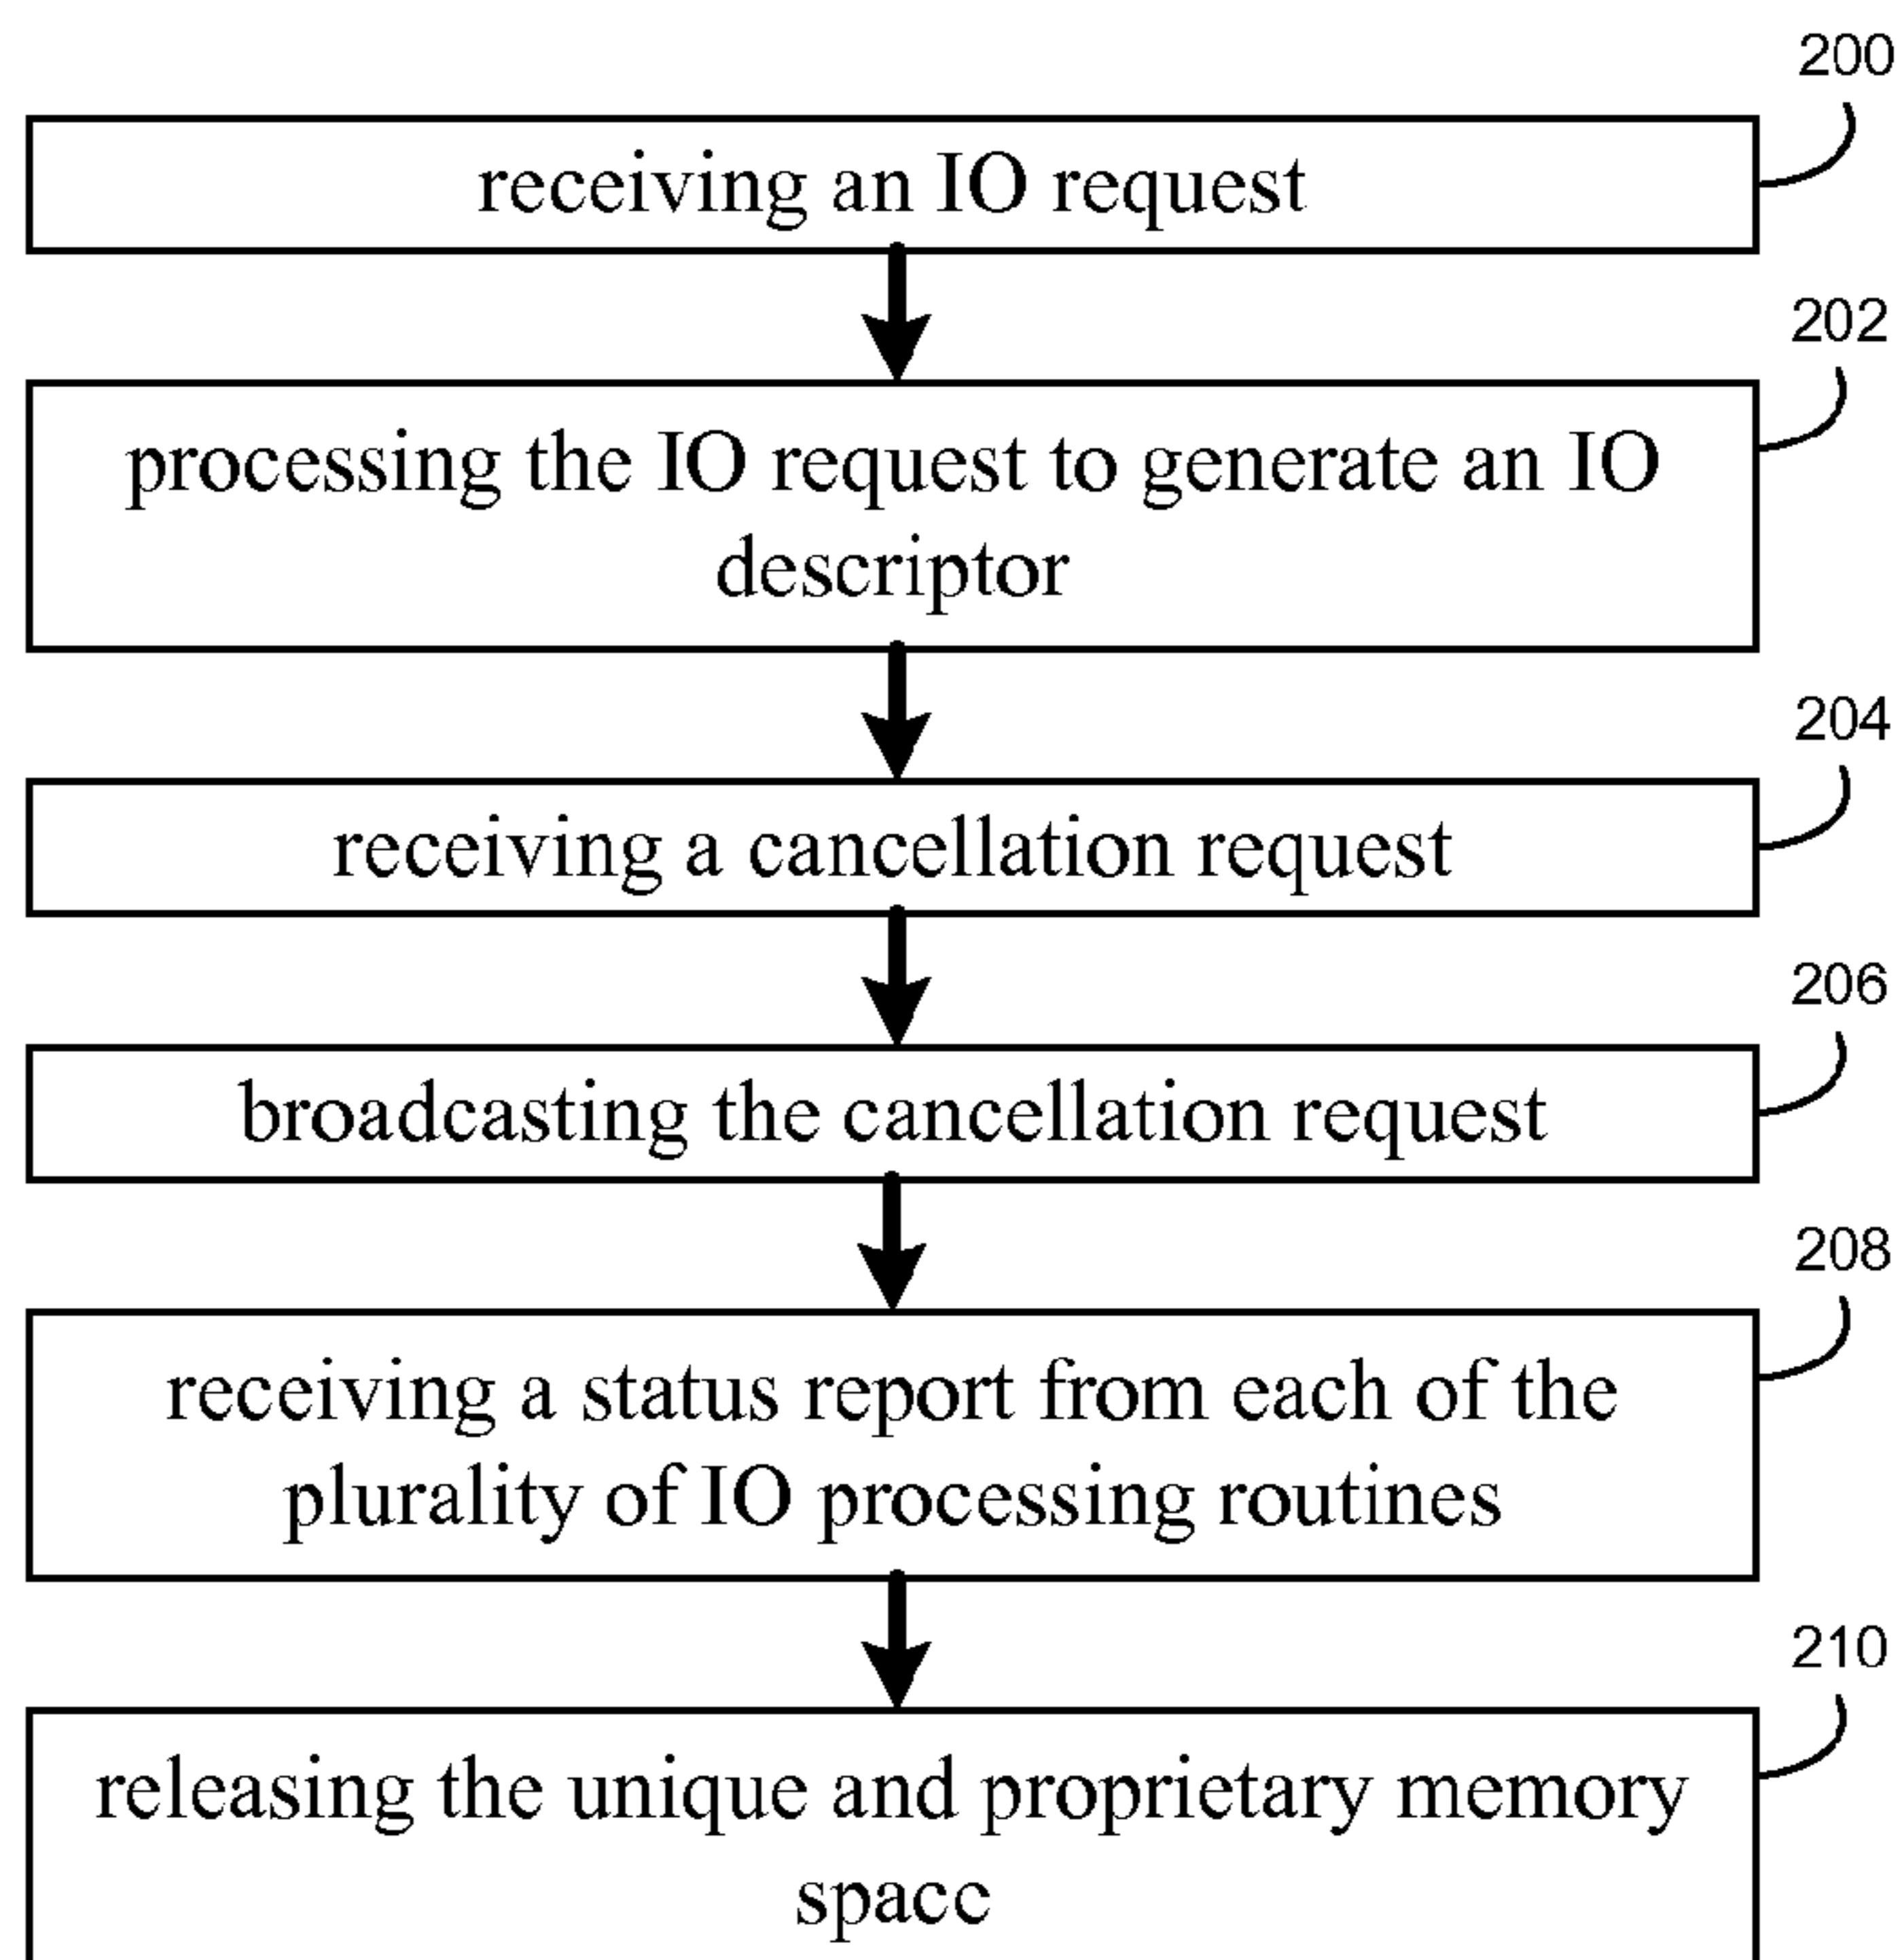 200
receiving an IO request
202
processing the IO request to generate an IO
descriptor
204
receiving a cancellation request
206
broadcasting the cancellation request
208
receiving a status report from each of the
plurality of IO processing routines
210
releasing the unique and proprietary memory
space